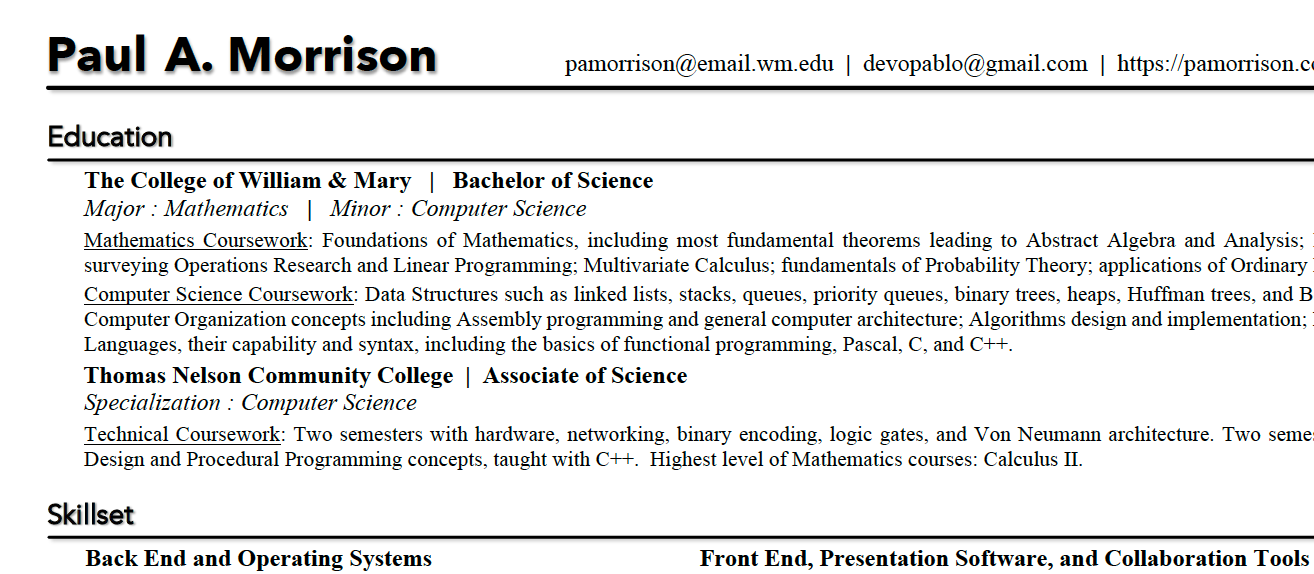 Paul A. Morrison
pamorrison@email.wm.edu | devopablo@gmail.com | https://pamorrison.c
Education
The College of William & Mary | Bachelor of Science
Major : Mathematics | Minor : Computer Science
Mathematics Coursework: Foundations of Mathematics, including most fundamental theorems leading to Abstract Algebra and Analysis;
surveying Operations Research and Linear Programming; Multivariate Calculus; fundamentals of Probability Theory; applications of Ordinary
Computer Science Coursework: Data Structures such as linked lists, stacks, queues, priority queues, binary trees, heaps, Huffman trees, and B
Computer Organization concepts including Assembly programming and general computer architecture; Algorithms design and implementation;
Languages, their capability and syntax, including the basics of functional programming, Pascal, C, and C++.
Thomas Nelson Community College | Associate of Science
Specialization : Computer Science
Technical Coursework: Two semesters with hardware, networking, binary encoding, logic gates, and Von Neumann architecture. Two seme
Design and Procedural Programming concepts, taught with C++. Highest level of Mathematics courses: Calculus II.
Skillset
Back End and Operating Systems
Front End, Presentation Software, and Collaboration Tools